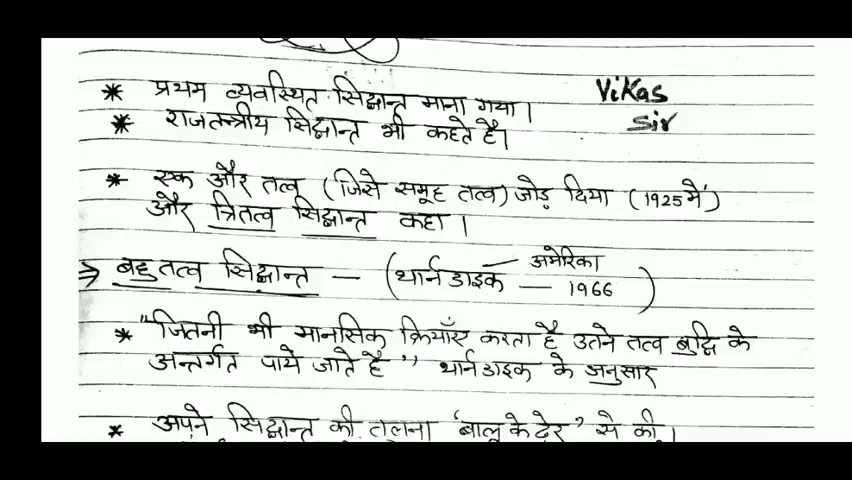 * प्रथम व्यवस्थित सिद्धान्त माना गया।
Vikas
Sir
* राजतन्त्रीय सिद्धान्त भी कहते है।
* एक और तत्व (जिसे समूह तत्व) जोड़ दिया (1925 में)
और त्रितत्व सिद्धान्त कहा।
⇒ बहु तत्व सिद्धान्त — (थार्नडाइक — अमेरिका
— 1966)
* "जितनी भी मानसिक क्रियाएँ करता है उतने तत्व बुद्धि के
अन्तर्गत पाये जाते है" थार्नडाइक के अनुसार
* अपने सिद्धान्त की तुलना 'बालू के ढेर" से की।